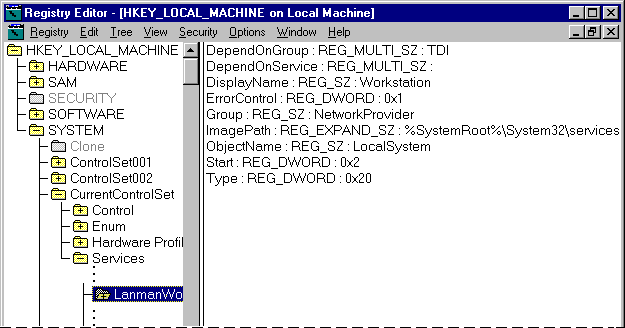 Registry Editor - [HKEY_LOCAL_MACHINE on Local Machine]
Registry Edit Tree View Security Options Window Help
HKEY_LOCAL_MACHINE
HARDWARE
SAM
SECURITY
SOFTWARE
SYSTEM
Clone
ControlSet001
ControlSet002
CurrentControlSet
Control
Enum
Hardware Profil
Services
LanmanWo
DependOnGroup : REG_MULTI_SZ : TDI
DependOnService : REG_MULTI_SZ :
DisplayName : REG_SZ : Workstation
ErrorControl : REG_DWORD : 0x1
Group : REG_SZ : NetworkProvider
ImagePath : REG_EXPAND_SZ : %SystemRoot%\System32\services
ObjectName : REG_SZ : LocalSystem
Start : REG_DWORD : 0x2
Type : REG_DWORD : 0x20